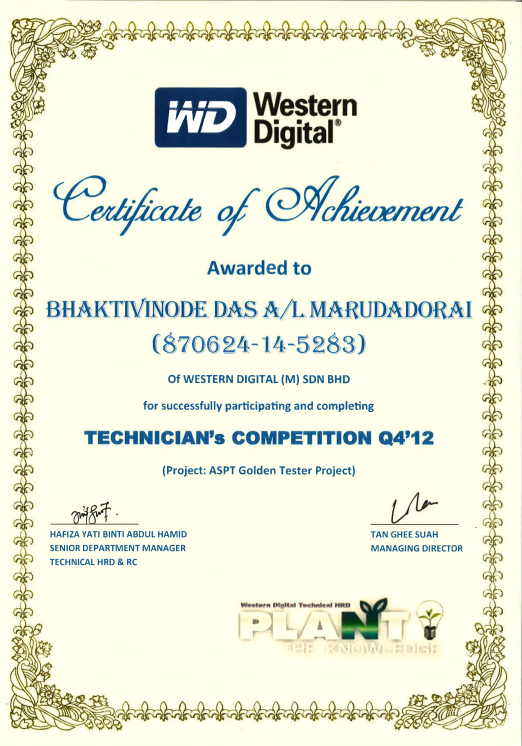 WD Western
Digital®
Certificate of Achievement
Awarded to
BHAKTIVINODE DAS A/L MARUDADORAI
(870624-14-5283)
Of WESTERN DIGITAL (M) SDN BHD
for successfully participating and completing
TECHNICIAN's COMPETITION Q4'12
(Project: ASPT Golden Tester Project)
HAFIZA YATI BINTI ABDUL HAMID
SENIOR DEPARTMENT MANAGER
TECHNICAL HRD & RC
TAN GHEE SUAH
MANAGING DIRECTOR
Western Digital Technical HRD
PLANT
THE KNOWLEDGE